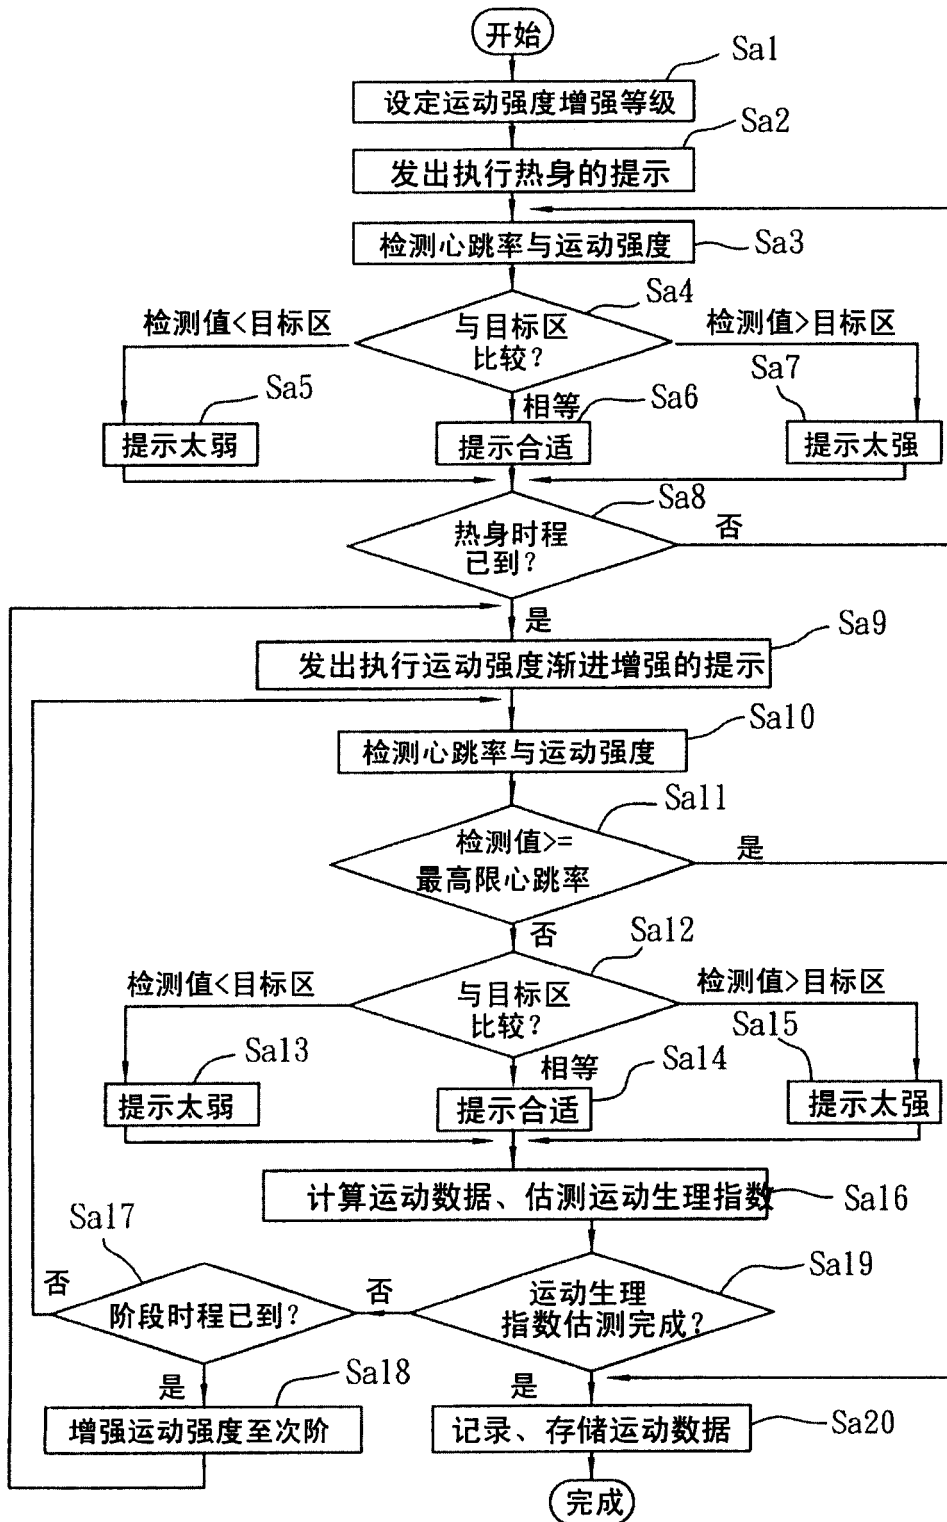 开始
Sa1
设定运动强度增强等级
Sa2
发出执行热身的提示
检测心跳率与运动强度
Sa3
Sa4
检测值<目标区
与目标区
比较?
检测值>目标区
Sa5
相等
Sa6
Sa7
提示太弱
提示合适
提示太强
Sa8
热身时程
已到?
否
是
Sa9
发出执行运动强度渐进增强的提示
Sa10
检测心跳率与运动强度
Sa11
检测值>=
最高限心跳率
是
否
Sa12
检测值<目标区
与目标区
比较?
检测值>目标区
Sa13
相等
Sa14
Sa15
提示太弱
提示合适
提示太强
计算运动数据、估测运动生理指数
Sa16
Sa17
Sa19
否
阶段时程已到?
否
运动生理
指数估测完成?
是
Sa18
是
增强运动强度至次阶
记录、存储运动数据
Sa20
完成